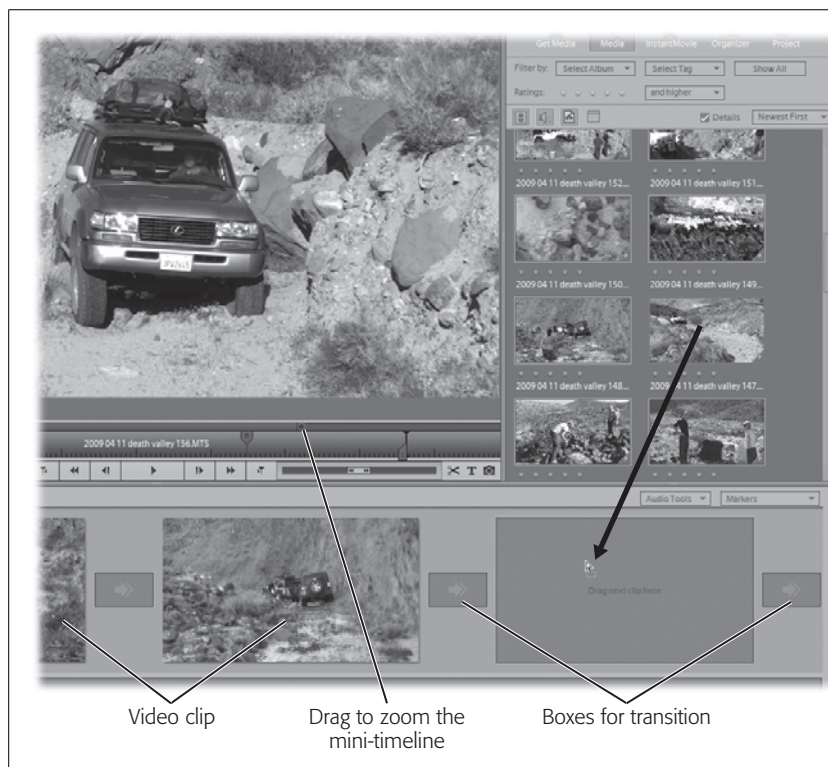 Get Media Media InstantMovie Organizer Project
Filter by: Select Album Select Tag Show All
Ratings: and higher
Details Newest First
2009 04 11 death valley 152... 2009 04 11 death valley 151...
2009 04 11 death valley 150... 2009 04 11 death valley 149...
2009 04 11 death valley 148... 2009 04 11 death valley 147...
2009 04 11 death valley 156.MTS
T
Audio Tools Markers
Drag next clip here
Video clip
Drag to zoom the
mini-timeline
Boxes for transition